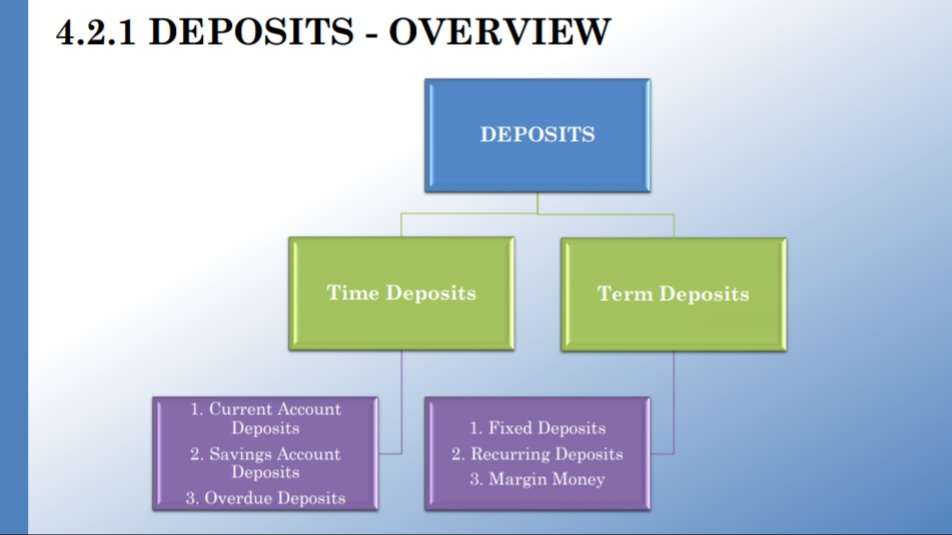 4.2.1 DEPOSITS - OVERVIEW
DEPOSITS
Time Deposits
Term Deposits
1. Current Account
Deposits
2. Savings Account
Deposits
3. Overdue Deposits
1. Fixed Deposits
2. Recurring Deposits
3. Margin Money